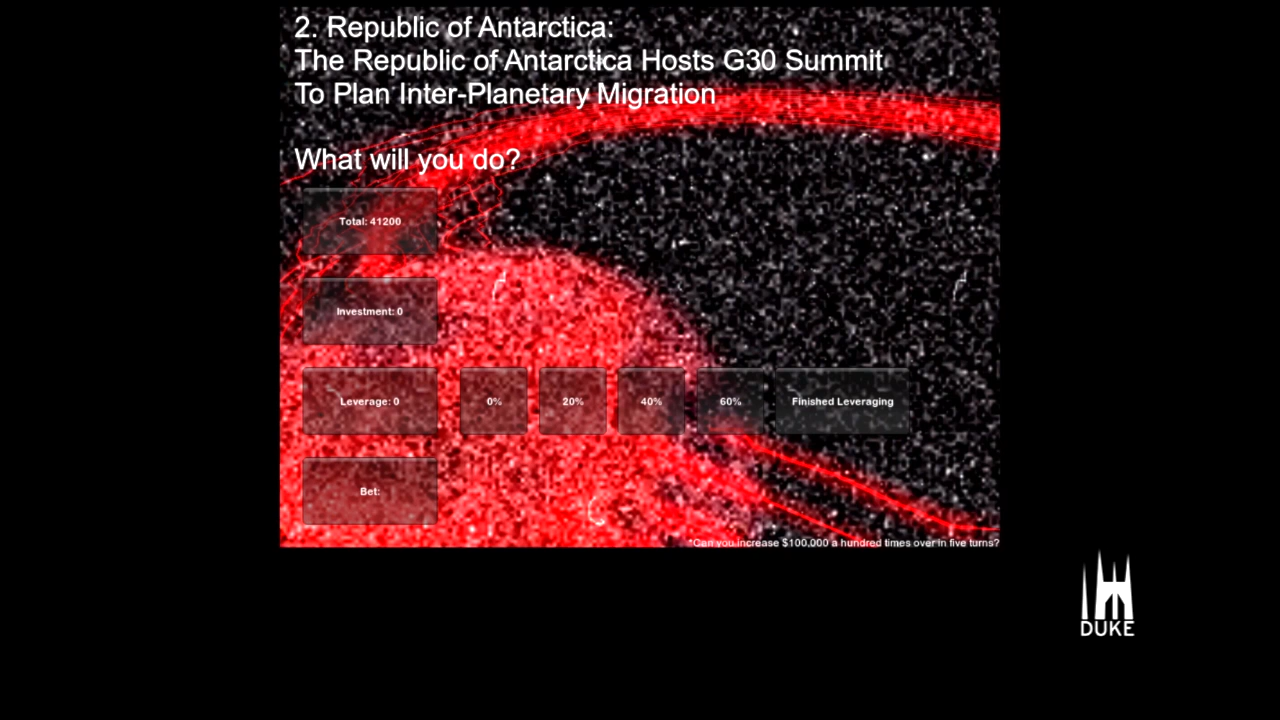 2. Republic of Antarctica:
The Republic of Antarctica Hosts G30 Summit
To Plan Inter-Planetary Migration
What will you do?
Total: 41200
Investment: 0
Leverage: 0
0%
20%
40%
60%
Finished Leveraging
Bet:
*Can you increase $100,000 a hundred times over in five turns?
DUKE